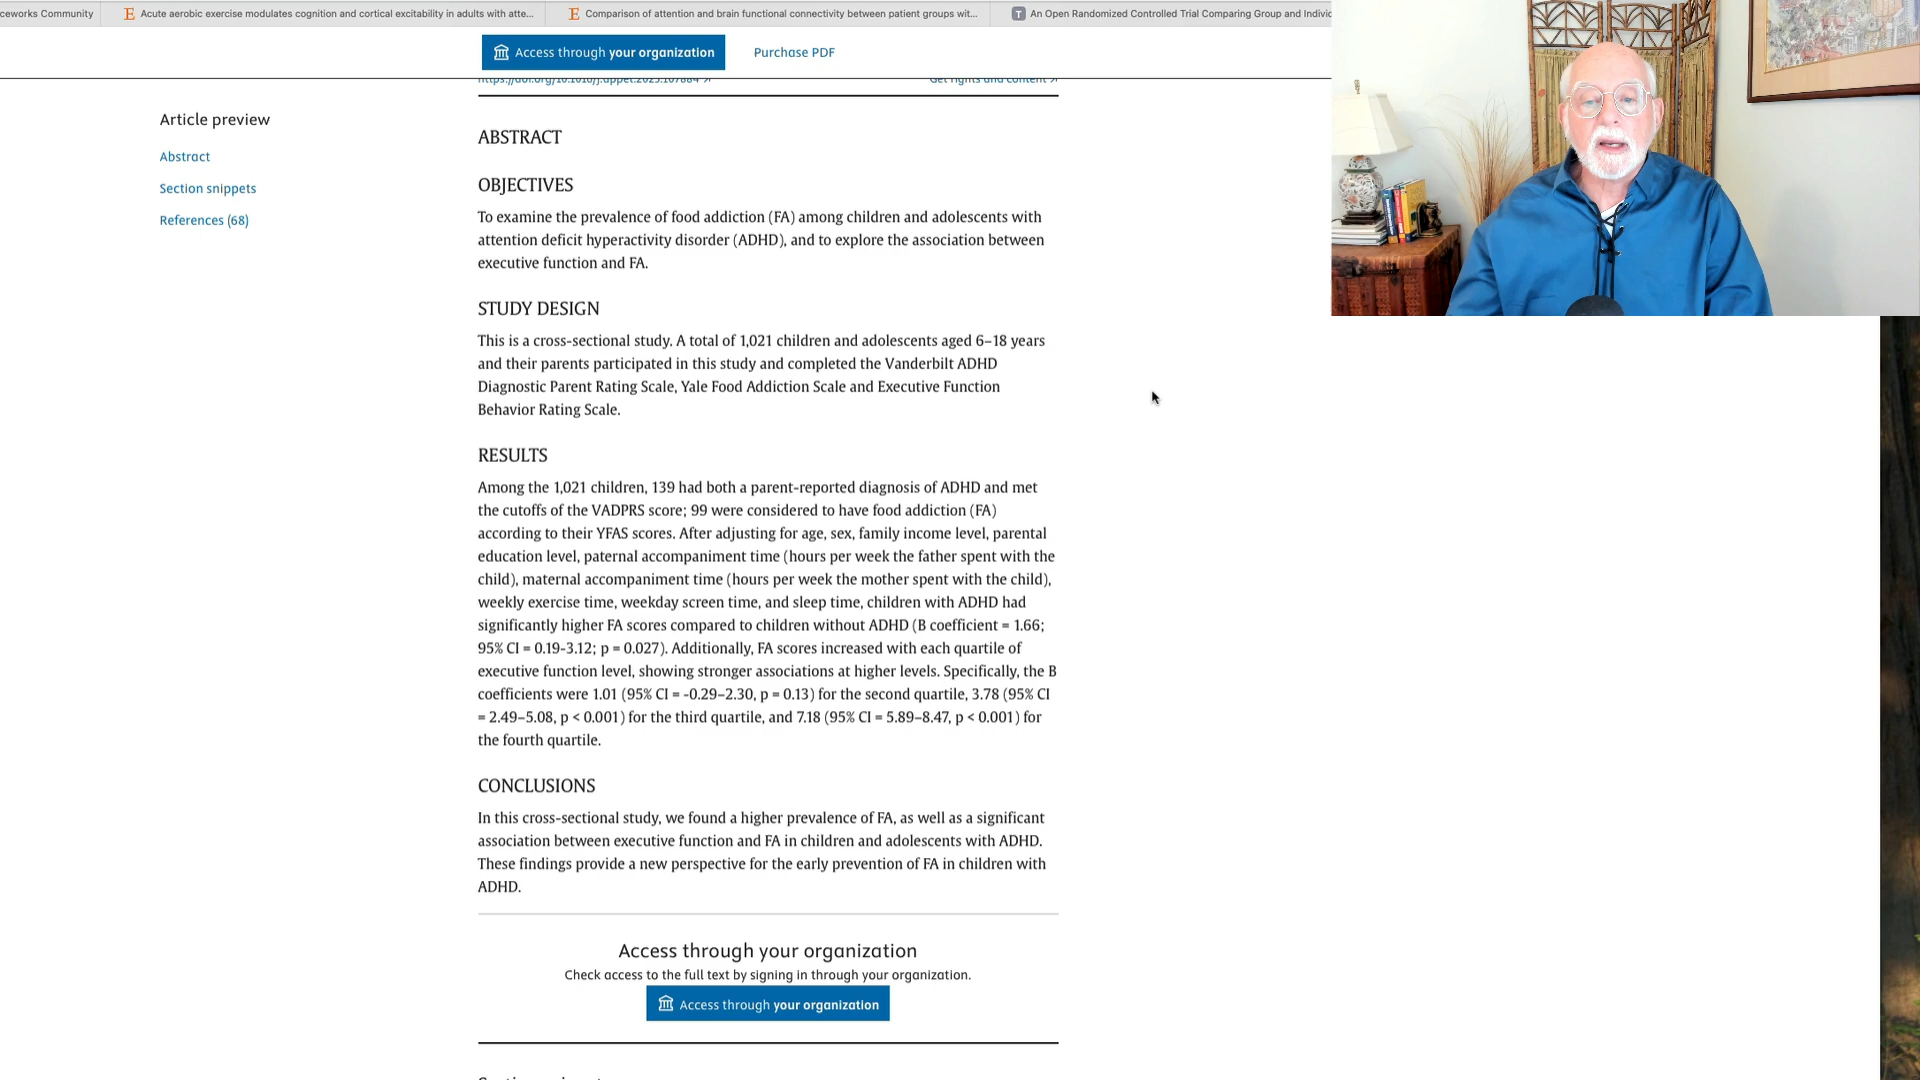 ceworks Community
Acute aerobic exercise modulates cognition and cortical excitability in adults with atte...
Comparison of attention and brain functional connectivity between patient groups wit...
An Open Randomized Controlled Trial Comparing Group and Individ
Access through your organization
Purchase PDF
https://doi.org/10.1016/j.appet.2025.107884
Get rights and content
Article preview
Abstract
Section snippets
References (68)
ABSTRACT
OBJECTIVES
To examine the prevalence of food addiction (FA) among children and adolescents with
attention deficit hyperactivity disorder (ADHD), and to explore the association between
executive function and FA.
STUDY DESIGN
This is a cross-sectional study. A total of 1,021 children and adolescents aged 6–18 years
and their parents participated in this study and completed the Vanderbilt ADHD
Diagnostic Parent Rating Scale, Yale Food Addiction Scale and Executive Function
Behavior Rating Scale.
RESULTS
Among the 1,021 children, 139 had both a parent-reported diagnosis of ADHD and met
the cutoffs of the VADPRS score; 99 were considered to have food addiction (FA)
according to their YFAS scores. After adjusting for age, sex, family income level, parental
education level, paternal accompaniment time (hours per week the father spent with the
child), maternal accompaniment time (hours per week the mother spent with the child),
weekly exercise time, weekday screen time, and sleep time, children with ADHD had
significantly higher FA scores compared to children without ADHD (B coefficient = 1.66;
95% CI = 0.19-3.12; p = 0.027). Additionally, FA scores increased with each quartile of
executive function level, showing stronger associations at higher levels. Specifically, the B
coefficients were 1.01 (95% CI = -0.29–2.30, p = 0.13) for the second quartile, 3.78 (95% CI
= 2.49–5.08, p < 0.001) for the third quartile, and 7.18 (95% CI = 5.89–8.47, p < 0.001) for
the fourth quartile.
CONCLUSIONS
In this cross-sectional study, we found a higher prevalence of FA, as well as a significant
association between executive function and FA in children and adolescents with ADHD.
These findings provide a new perspective for the early prevention of FA in children with
ADHD.
Access through your organization
Check access to the full text by signing in through your organization.
Access through your organization